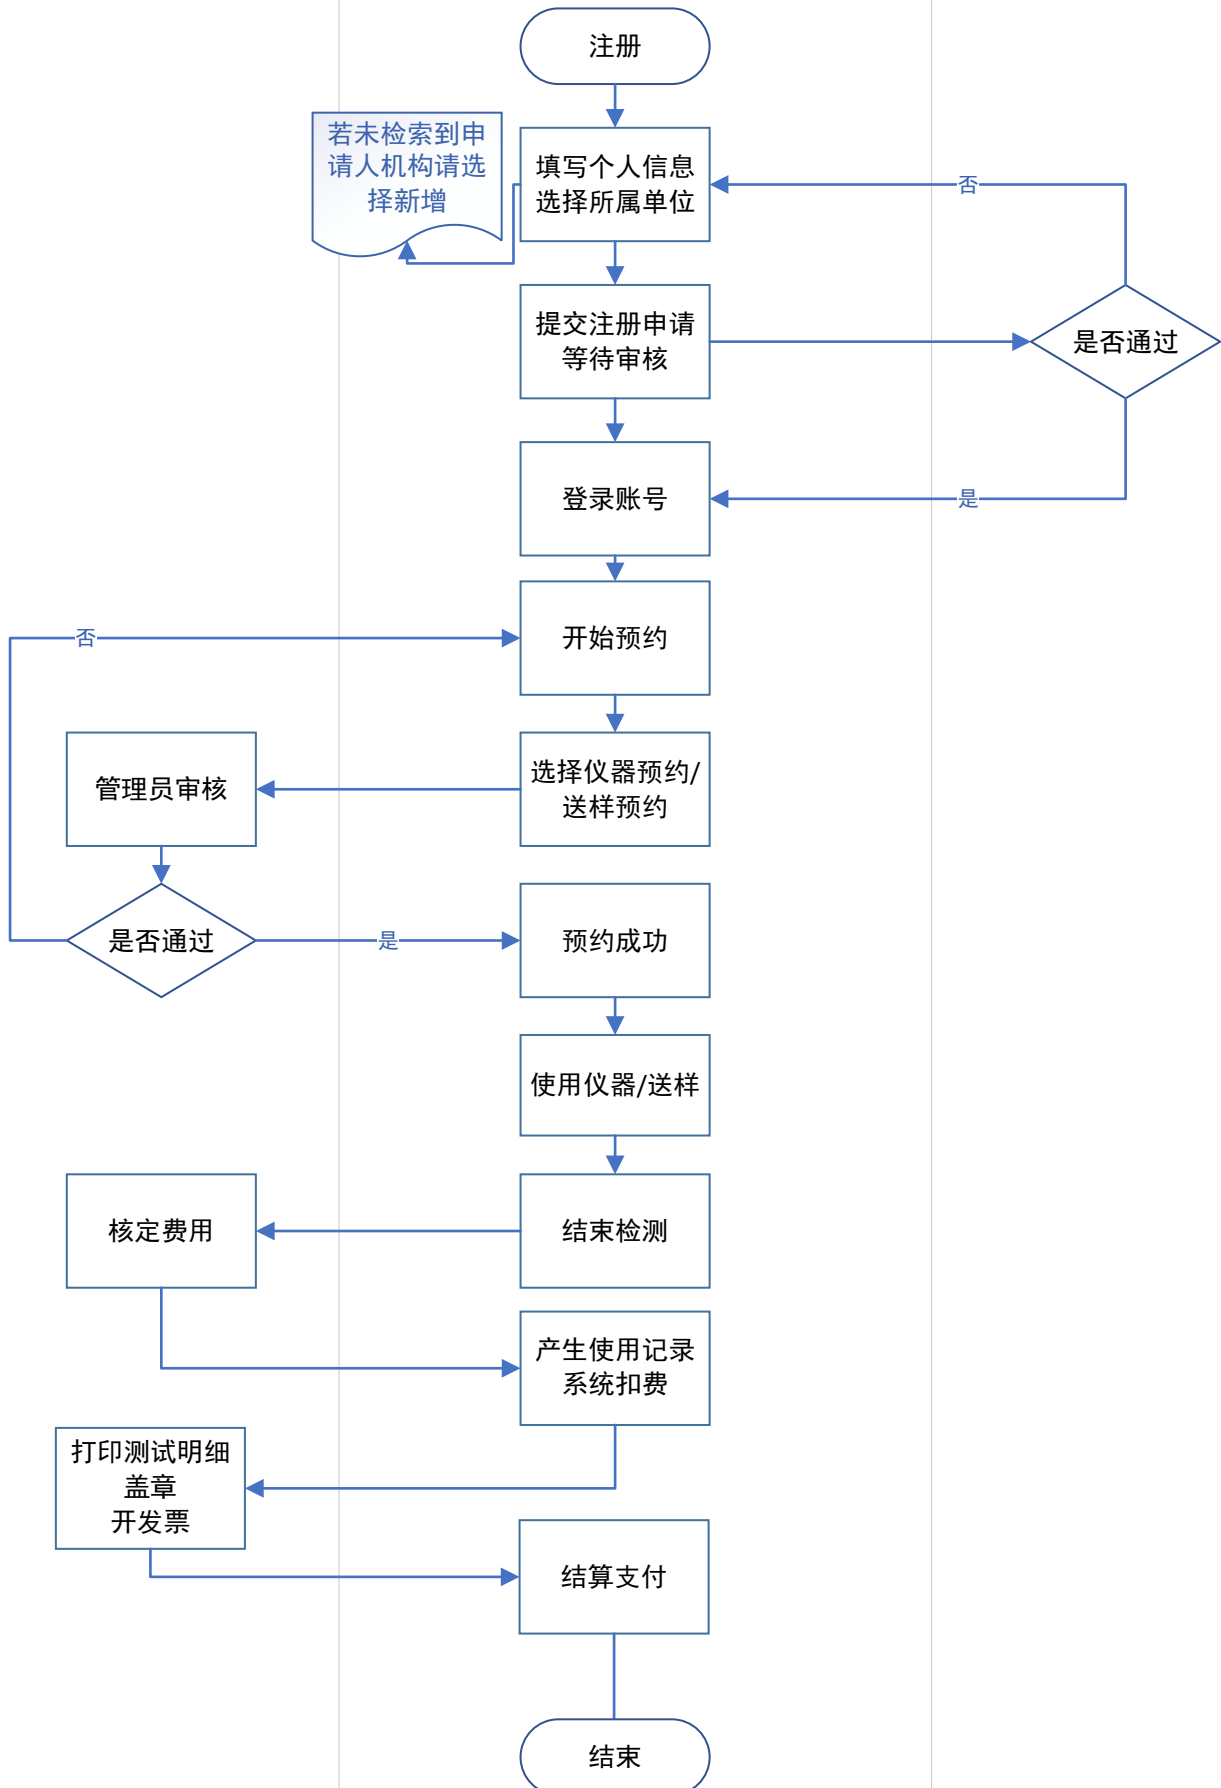 注册
若未检索到申
请人机构请选
择新增
填写个人信息
选择所属单位
否
提交注册申请
等待审核
是否通过
登录账号
是
开始预约
否
选择仪器预约/
送样预约
管理员审核
是否通过
是
预约成功
使用仪器/送样
核定费用
结束检测
产生使用记录
系统扣费
打印测试明细
盖章
开发票
结算支付
结束